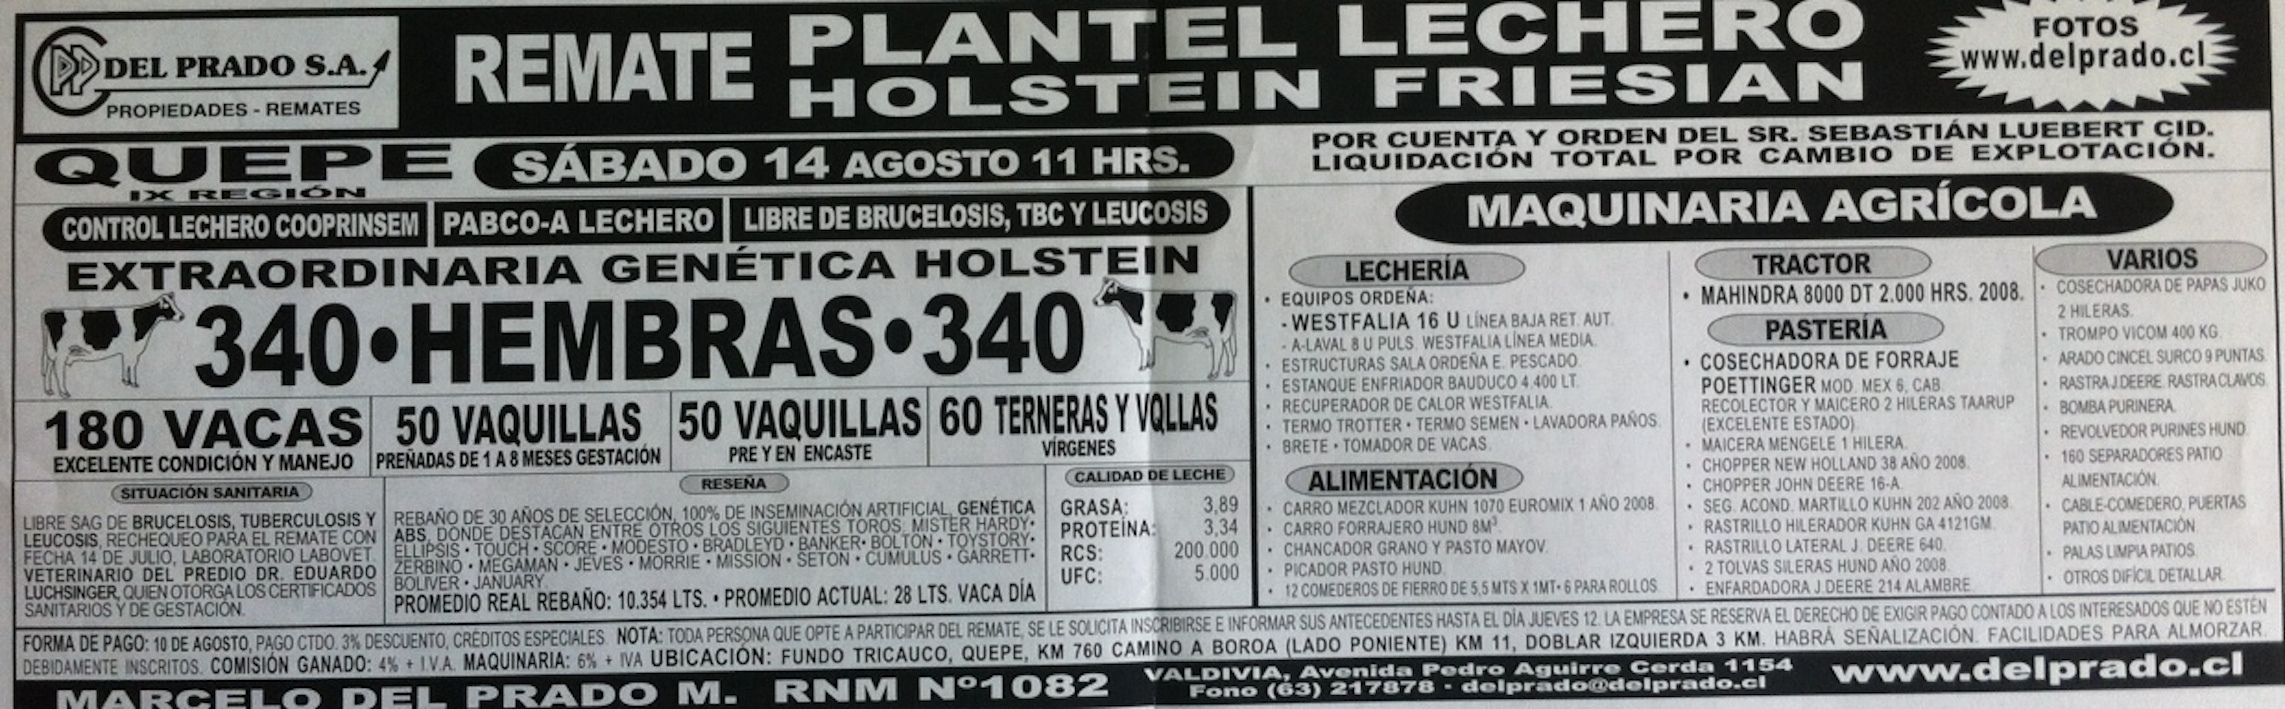 DEL PRADO S.A.
PROPIEDADES - REMATES
REMATE
PLANTEL LECHERO
HOLSTEIN FRIESIAN
FOTOS
www.delprado.cl
QUEPE
IX REGIÓN
SÁBADO 14 AGOSTO 11 HRS.
POR CUENTA Y ORDEN DEL SR. SEBASTIÁN LUEBERT CID.
LIQUIDACIÓN TOTAL POR CAMBIO DE EXPLOTACIÓN.
CONTROL LECHERO COOPRINSEM
PABCO-A LECHERO
LIBRE DE BRUCELOSIS, TBC Y LEUCOSIS
EXTRAORDINARIA GENÉTICA HOLSTEIN
340•HEMBRAS•340
180 VACAS
EXCELENTE CONDICIÓN Y MANEJO
50 VAQUILLAS
PREÑADAS DE 1 A 8 MESES GESTACIÓN
50 VAQUILLAS
PRE Y EN ENCASTE
60 TERNERAS Y VQLLAS
VÍRGENES
SITUACIÓN SANITARIA
LIBRE SAG DE BRUCELOSIS, TUBERCULOSIS Y
LEUCOSIS, RECHEQUEO PARA EL REMATE CON
FECHA 14 DE JULIO, LABORATORIO LABOVET.
VETERINARIO DEL PREDIO DR. EDUARDO
LUCHSINGER, QUIEN OTORGA LOS CERTIFICADOS
SANITARIOS Y DE GESTACIÓN.
RESEÑA
REBAÑO DE 30 AÑOS DE SELECCIÓN, 100% DE INSEMINACIÓN ARTIFICIAL, GENÉTICA
ABS, DONDE DESTACAN ENTRE OTROS LOS SIGUIENTES TOROS: MISTER HARDY•
ELLIPSIS • TOUCH • SCORE • MODESTO • BRADLEYD • BANKER• BOLTON • TOYSTORY•
ZERBINO • MEGAMAN • JEVES • MORRIE • MISSION • SETON • CUMULUS • GARRETT•
BOLIVER • JANUARY.
PROMEDIO REAL REBAÑO: 10.354 LTS. • PROMEDIO ACTUAL: 28 LTS. VACA DÍA
CALIDAD DE LECHE
GRASA: 3,89
PROTEÍNA: 3,34
RCS: 200.000
UFC: 5.000
MAQUINARIA AGRÍCOLA
LECHERÍA
• EQUIPOS ORDEÑA:
- WESTFALIA 16 U LÍNEA BAJA RET. AUT.
- A-LAVAL 8 U PULS. WESTFALIA LÍNEA MEDIA.
• ESTRUCTURAS SALA ORDEÑA E. PESCADO.
• ESTANQUE ENFRIADOR BAUDUCO 4.400 LT.
• RECUPERADOR DE CALOR WESTFALIA.
• TERMO TROTTER • TERMO SEMEN • LAVADORA PAÑOS.
• BRETE • TOMADOR DE VACAS.
ALIMENTACIÓN
• CARRO MEZCLADOR KUHN 1070 EUROMIX 1 AÑO 2008.
• CARRO FORRAJERO HUND 8M³.
• CHANCADOR GRANO Y PASTO MAYOV.
• PICADOR PASTO HUND.
• 12 COMEDEROS DE FIERRO DE 5,5 MTS X 1MT• 6 PARA ROLLOS.
TRACTOR
• MAHINDRA 8000 DT 2.000 HRS. 2008.
PASTERÍA
• COSECHADORA DE FORRAJE
POETTINGER MOD. MEX 6, CAB.
RECOLECTOR Y MAICERO 2 HILERAS TAARUP
(EXCELENTE ESTADO).
• MAICERA MENGELE 1 HILERA.
• CHOPPER NEW HOLLAND 38 AÑO 2008.
• CHOPPER JOHN DEERE 16-A.
• SEG. ACOND. MARTILLO KUHN 202 AÑO 2008.
• RASTRILLO HILERADOR KUHN GA 4121GM.
• RASTRILLO LATERAL J. DEERE 640.
• 2 TOLVAS SILERAS HUND AÑO 2008.
• ENFARDADORA J.DEERE 214 ALAMBRE.
VARIOS
• COSECHADORA DE PAPAS JUKO
2 HILERAS.
• TROMPO VICOM 400 KG.
• ARADO CINCEL SURCO 9 PUNTAS.
• RASTRA J.DEERE. RASTRA CLAVOS.
• BOMBA PURINERA.
• REVOLVEDOR PURINES HUND.
• 160 SEPARADORES PATIO
ALIMENTACIÓN.
• CABLE-COMEDERO, PUERTAS
PATIO ALIMENTACIÓN.
• PALAS LIMPIA PATIOS.
• OTROS DIFÍCIL DETALLAR.
FORMA DE PAGO: 10 DE AGOSTO, PAGO CTDO. 3% DESCUENTO, CRÉDITOS ESPECIALES. NOTA: TODA PERSONA QUE OPTE A PARTICIPAR DEL REMATE, SE LE SOLICITA INSCRIBIRSE E INFORMAR SUS ANTECEDENTES HASTA EL DÍA JUEVES 12. LA EMPRESA SE RESERVA EL DERECHO DE EXIGIR PAGO CONTADO A LOS INTERESADOS QUE NO ESTÉN
DEBIDAMENTE INSCRITOS. COMISIÓN GANADO: 4% + I.V.A. MAQUINARIA: 6% + IVA UBICACIÓN: FUNDO TRICAUCO, QUEPE, KM 760 CAMINO A BOROA (LADO PONIENTE) KM 11, DOBLAR IZQUIERDA 3 KM. HABRÁ SEÑALIZACIÓN. FACILIDADES PARA ALMORZAR.
MARCELO DEL PRADO M. RNM Nº1082
VALDIVIA, Avenida Pedro Aguirre Cerda 1154
Fono (63) 217878 • delprado@delprado.cl
www.delprado.cl